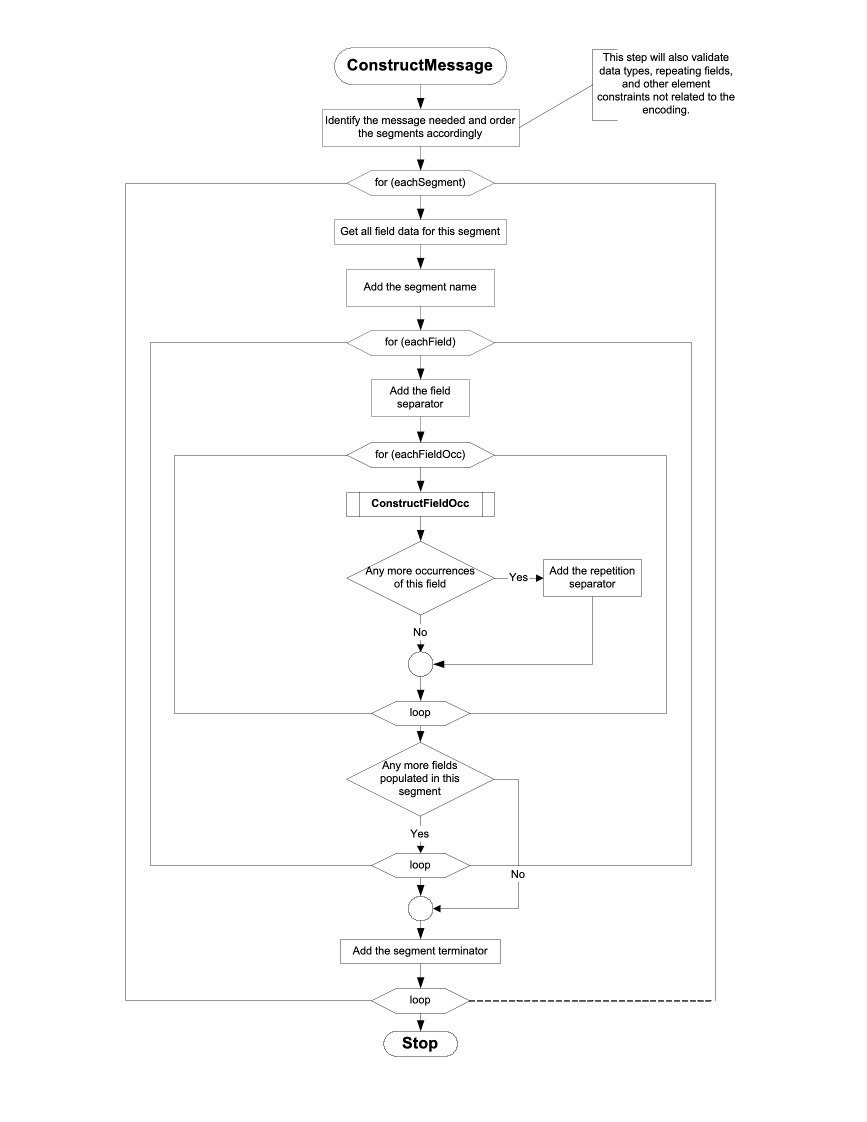 ConstructMessage
This step will also validate
data types, repeating fields,
and other element
constraints not related to the
encoding.
Identify the message needed and order
the segments accordingly
for (eachSegment)
Get all field data for this segment
Add the segment name
for (eachField)
Add the field
separator
for (eachFieldOcc)
ConstructFieldOcc
Any more occurrences
of this field
Yes
Add the repetition
separator
No
loop
Any more fields
populated in this
segment
Yes
loop
No
Add the segment terminator
loop
Stop